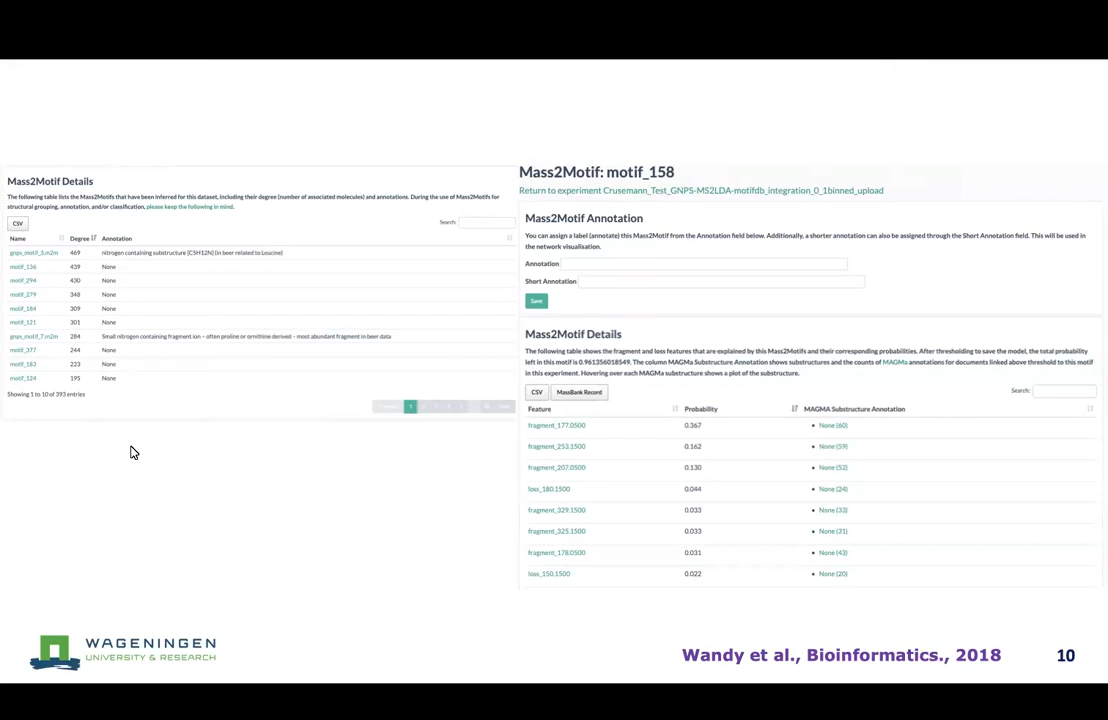 Mass2Motif Details
The following table lists the Mass2Motifs that have been inferred for this dataset, including their degree (number of associated molecules) and annotations. During the use of Mass2Motifs for
structural grouping, annotation, and/or classification, please keep the following in mind.
CSV
Search:
Name Degree Annotation
gnps_motif_3.m2m 469 nitrogen containing substructure [C5H12N] (in beer related to Leucine)
motif_136 439 None
motif_294 430 None
motif_279 348 None
motif_184 309 None
motif_121 301 None
gnps_motif_7.m2m 284 Small nitrogen containing fragment ion – often proline or ornithine derived – most abundant fragment in beer data
motif_377 244 None
motif_183 223 None
motif_124 195 None
Showing 1 to 10 of 393 entries
1
Mass2Motif: motif_158
Return to experiment Crusemann_Test_GNPS-MS2LDA-motifdb_integration_0_1binned_upload
Mass2Motif Annotation
You can assign a label (annotate) this Mass2Motif from the Annotation field below. Additionally, a shorter annotation can also be assigned through the Short Annotation field. This will be used in
the network visualisation.
Annotation
Short Annotation
Save
Mass2Motif Details
The following table shows the fragment and loss features that are explained by this Mass2Motifs and their corresponding probabilities. After thresholding to save the model, the total probability
left in this motif is 0.961356018549. The column MAGMa Substructure Annotation shows substructures and the counts of MAGMa annotations for documents linked above threshold to this motif
in this experiment. Hovering over each MAGMa substructure shows a plot of the substructure.
CSV MassBank Record
Search:
Feature Probability MAGMA Substructure Annotation
fragment_177.0500 0.367 • None (60)
fragment_253.1500 0.162 • None (59)
fragment_207.0500 0.130 • None (52)
loss_180.1500 0.044 • None (24)
fragment_329.1500 0.033 • None (33)
fragment_325.1500 0.033 • None (31)
fragment_178.0500 0.031 • None (43)
loss_150.1500 0.022 • None (20)
WAGENINGEN
UNIVERSITY & RESEARCH
Wandy et al., Bioinformatics., 2018
10